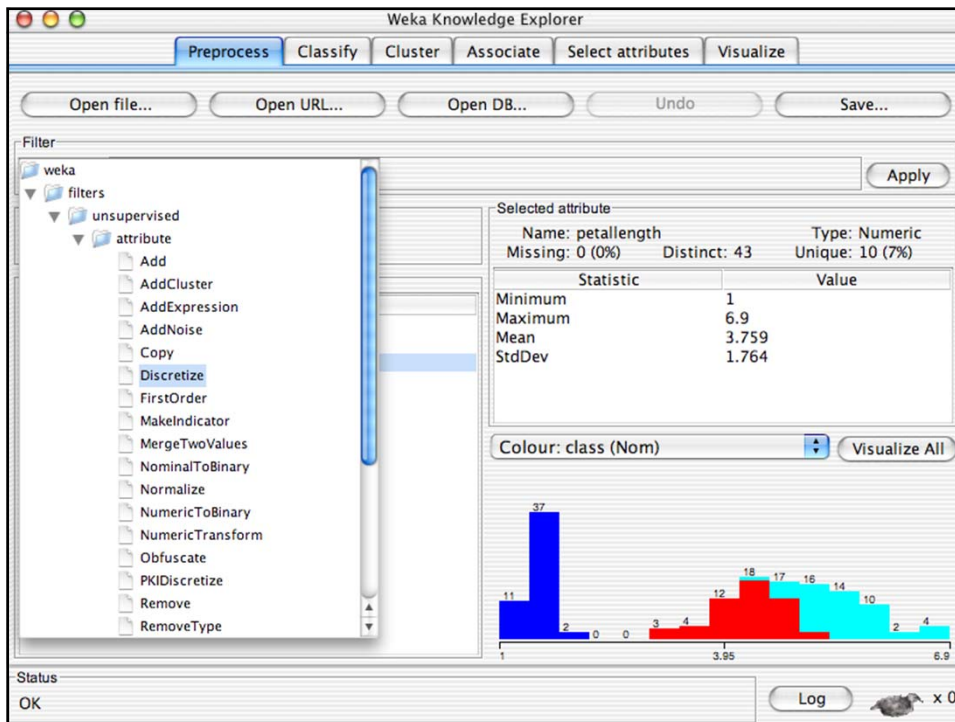 Weka Knowledge Explorer
Preprocess Classify Cluster Associate Select attributes Visualize
Open file... Open URL... Open DB... Undo Save...
Filter
weka
filters
unsupervised
attribute
Add
AddCluster
AddExpression
AddNoise
Copy
Discretize
FirstOrder
MakeIndicator
MergeTwoValues
NominalToBinary
Normalize
NumericToBinary
NumericTransform
Obfuscate
PKIDiscretize
Remove
RemoveType
Apply
Selected attribute
Name: petallength Type: Numeric
Missing: 0 (0%) Distinct: 43 Unique: 10 (7%)
Statistic Value
Minimum 1
Maximum 6.9
Mean 3.759
StdDev 1.764
Colour: class (Nom) Visualize All
11 37 2 0 0 3 4 12 18 17 16 14 10 2 4
1 3.95 6.9
Status
OK
Log x 0